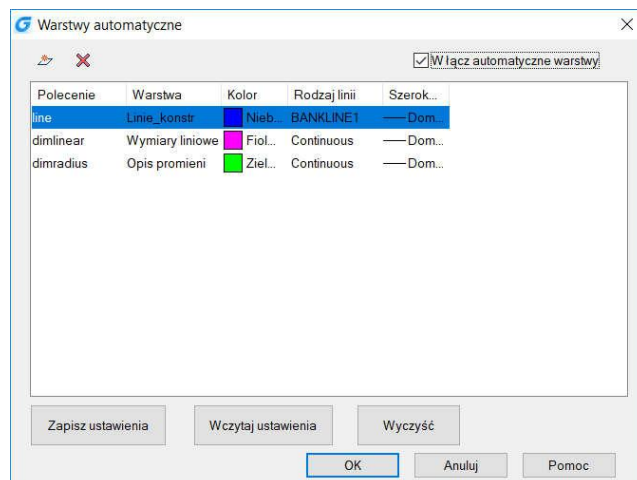 Warstwy automatyczne
Włącz automatyczne warstwy
Polecenie Warstwa Kolor Rodzaj linii Szerok...
line Linie_konstr Nieb... BANKLINE1 Dom...
dimlinear Wymiary liniowe Fiol... Continuous Dom...
dimradius Opis promieni Ziel... Continuous Dom...
Zapisz ustawienia Wczytaj ustawienia Wyczyść
OK Anuluj Pomoc